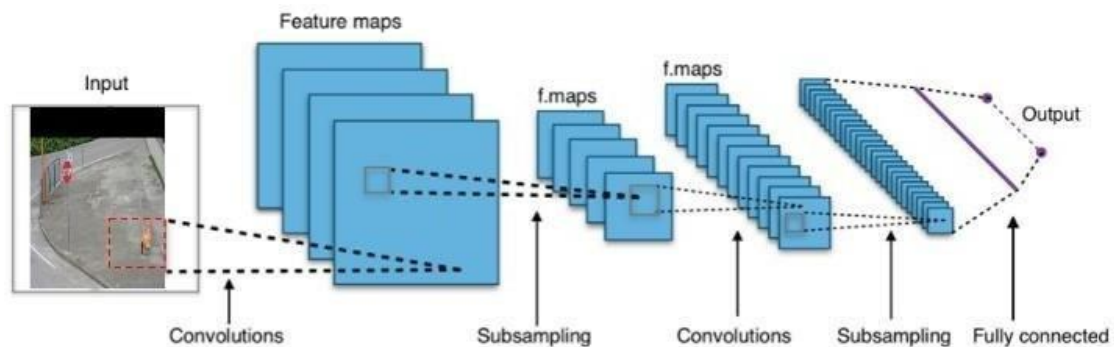 Feature maps
Input
f.maps
f.maps
Output
Convolutions
Subsampling
Convolutions
Subsampling
Fully connected